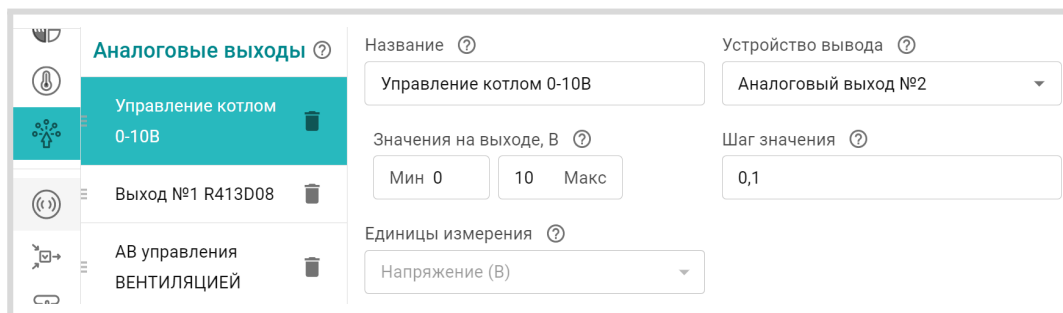 Аналоговые выходы
Управление котлом
0-10В
Выход №1 R413D08
АВ управления
ВЕНТИЛЯЦИЕЙ
Название
Управление котлом 0-10В
Устройство вывода
Аналоговый выход №2
Значения на выходе, В
Мин 0
10 Макс
Шаг значения
0,1
Единицы измерения
Напряжение (В)